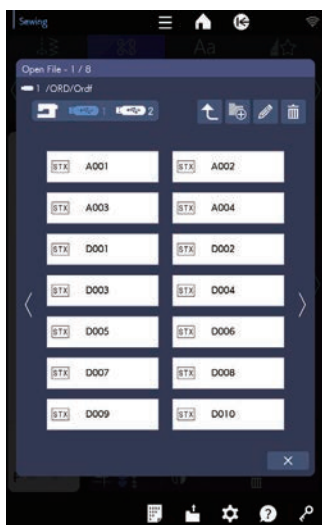 Sewing
Aa
Open File - 1 / 8
1 /ORD/Ordf
1 2
STX A001 STX A002
STX A003 STX A004
STX D001 STX D002
STX D003 STX D004
STX D005 STX D006
STX D007 STX D008
STX D009 STX D010